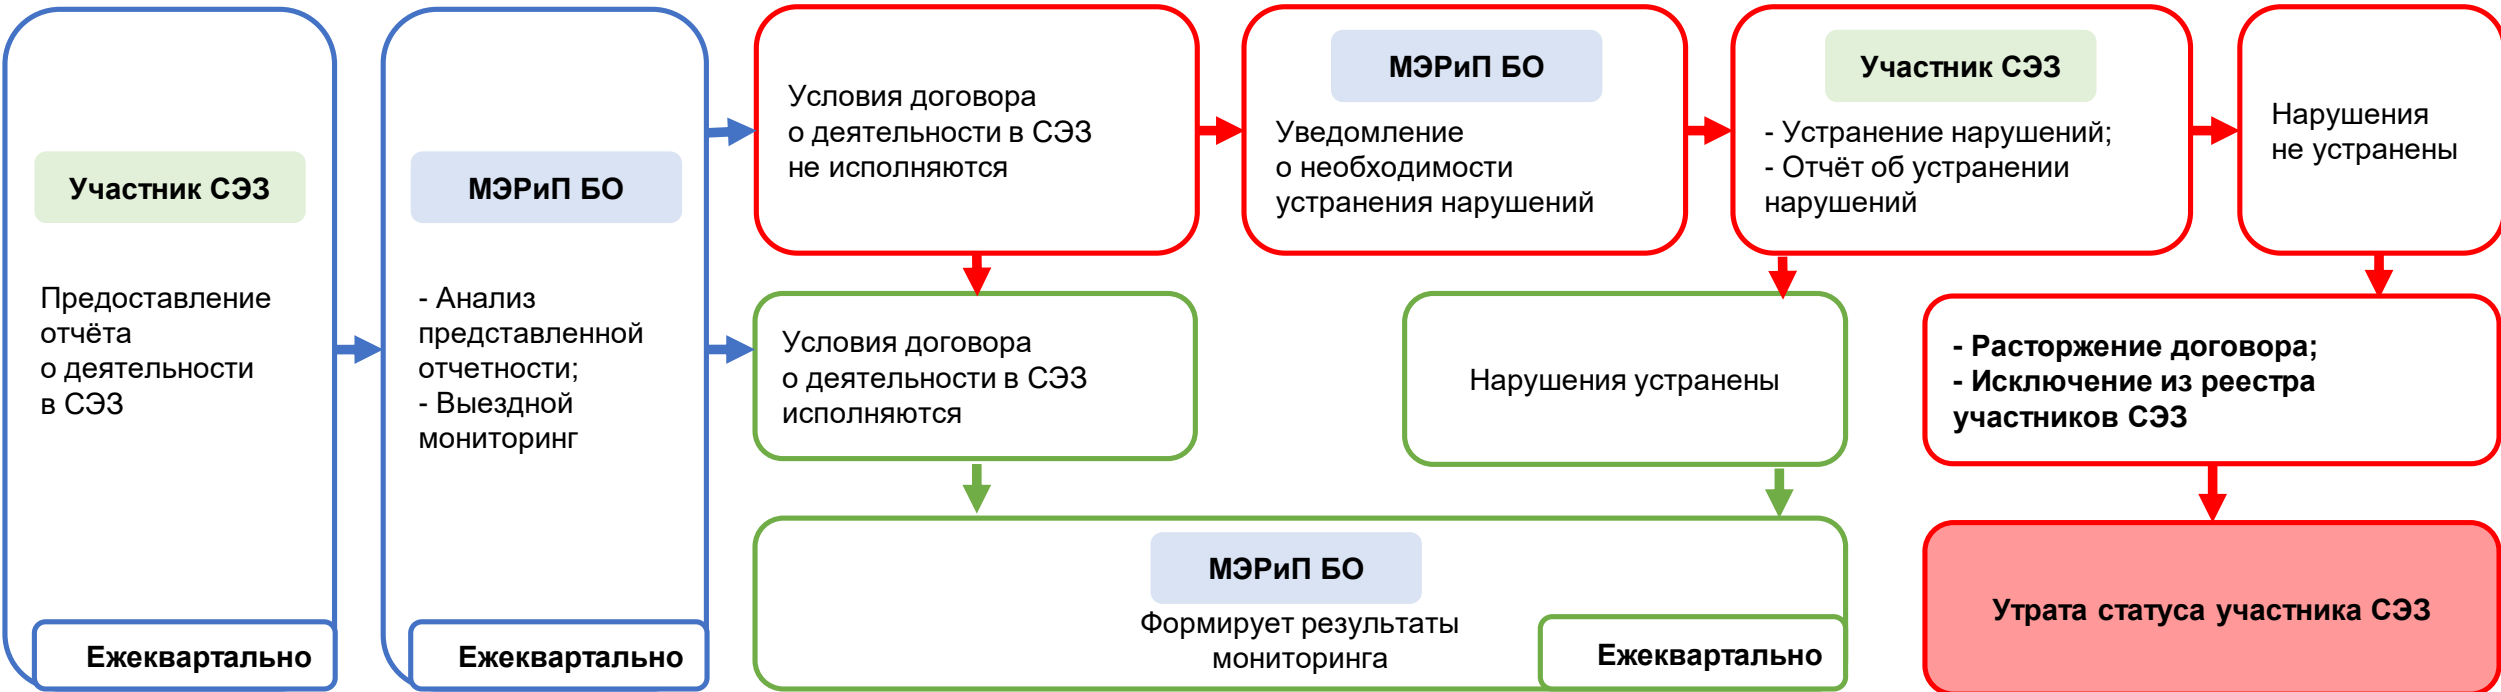 Участник СЭЗ
Предоставление
отчёта
о деятельности
в СЭЗ
Ежеквартально
МЭРиП БО
- Анализ
представленной
отчетности;
- Выездной
мониторинг
Ежеквартально
Условия договора
о деятельности в СЭЗ
не исполняются
МЭРиП БО
Уведомление
о необходимости
устранения нарушений
Участник СЭЗ
- Устранение нарушений;
- Отчёт об устранении
нарушений
Нарушения
не устранены
Условия договора
о деятельности в СЭЗ
исполняются
Нарушения устранены
- Расторжение договора;
- Исключение из реестра
участников СЭЗ
МЭРиП БО
Формирует результаты
мониторинга
Ежеквартально
Утрата статуса участника СЭЗ